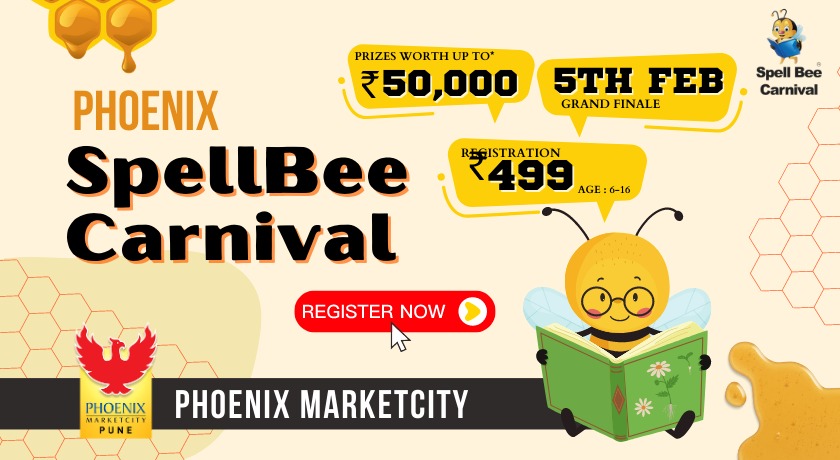 PHOENIX
SpellBee
Carnival
PRIZES WORTH UP TO*
₹50,000
5TH FEB
GRAND FINALE
REGISTRATION
₹499
AGE : 6-16
Spell Bee
®
Carnival
REGISTER NOW
PHOENIX
MARKETCITY
PUNE
PHOENIX MARKETCITY